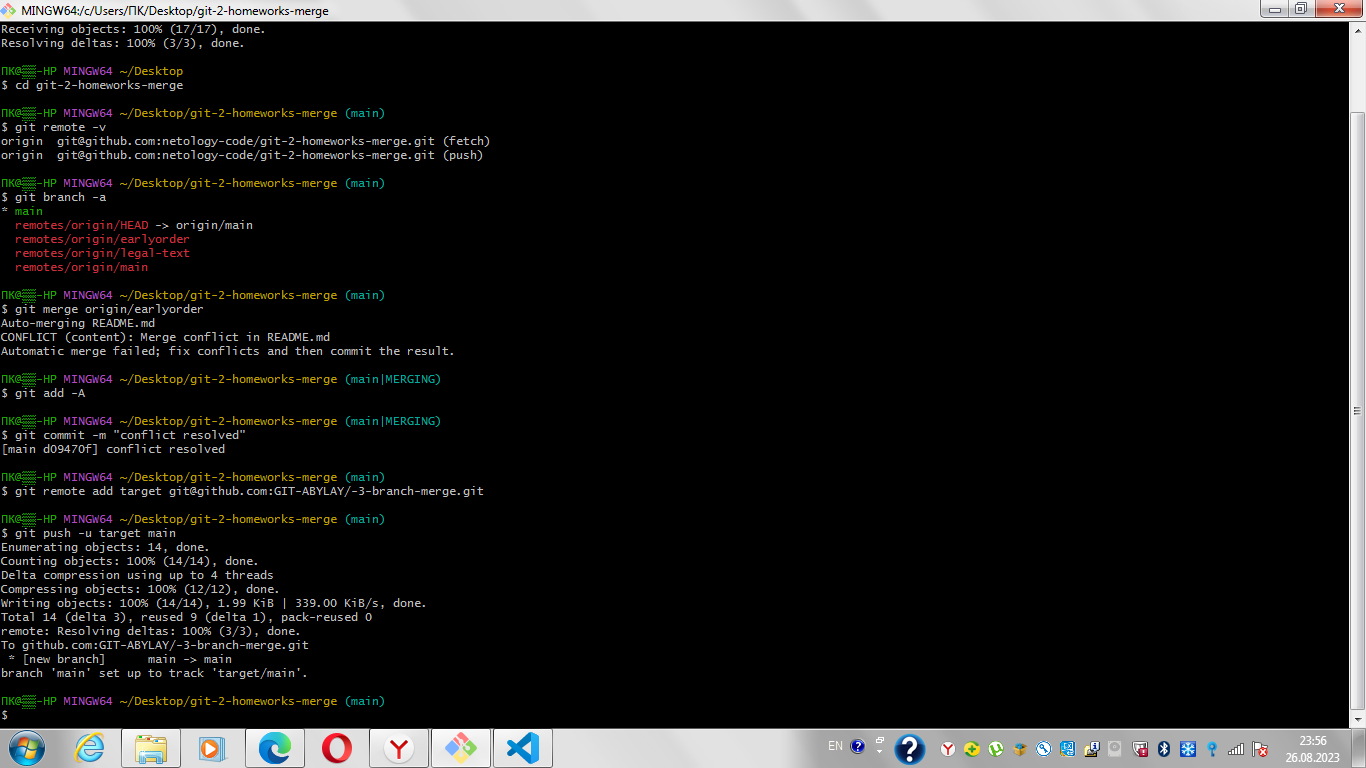 MINGW64:/c/Users/ПК/Desktop/git-2-homeworks-merge
Receiving objects: 100% (17/17), done.
Resolving deltas: 100% (3/3), done.
ПК@▒▒-HP MINGW64 ~/Desktop
$ cd git-2-homeworks-merge
ПК@▒▒-HP MINGW64 ~/Desktop/git-2-homeworks-merge (main)
$ git remote -v
origin  git@github.com:netology-code/git-2-homeworks-merge.git (fetch)
origin  git@github.com:netology-code/git-2-homeworks-merge.git (push)
ПК@▒▒-HP MINGW64 ~/Desktop/git-2-homeworks-merge (main)
$ git branch -a
* main
  remotes/origin/HEAD -> origin/main
  remotes/origin/earlyorder
  remotes/origin/legal-text
  remotes/origin/main
ПК@▒▒-HP MINGW64 ~/Desktop/git-2-homeworks-merge (main)
$ git merge origin/earlyorder
Auto-merging README.md
CONFLICT (content): Merge conflict in README.md
Automatic merge failed; fix conflicts and then commit the result.
ПК@▒▒-HP MINGW64 ~/Desktop/git-2-homeworks-merge (main|MERGING)
$ git add -A
ПК@▒▒-HP MINGW64 ~/Desktop/git-2-homeworks-merge (main|MERGING)
$ git commit -m "conflict resolved"
[main d09470f] conflict resolved
ПК@▒▒-HP MINGW64 ~/Desktop/git-2-homeworks-merge (main)
$ git remote add target git@github.com:GIT-ABYLAY/-3-branch-merge.git
ПК@▒▒-HP MINGW64 ~/Desktop/git-2-homeworks-merge (main)
$ git push -u target main
Enumerating objects: 14, done.
Counting objects: 100% (14/14), done.
Delta compression using up to 4 threads
Compressing objects: 100% (12/12), done.
Writing objects: 100% (14/14), 1.99 KiB | 339.00 KiB/s, done.
Total 14 (delta 3), reused 9 (delta 1), pack-reused 0
remote: Resolving deltas: 100% (3/3), done.
To github.com:GIT-ABYLAY/-3-branch-merge.git
 * [new branch]      main -> main
branch 'main' set up to track 'target/main'.
ПК@▒▒-HP MINGW64 ~/Desktop/git-2-homeworks-merge (main)
$
EN
23:56
26.08.2023